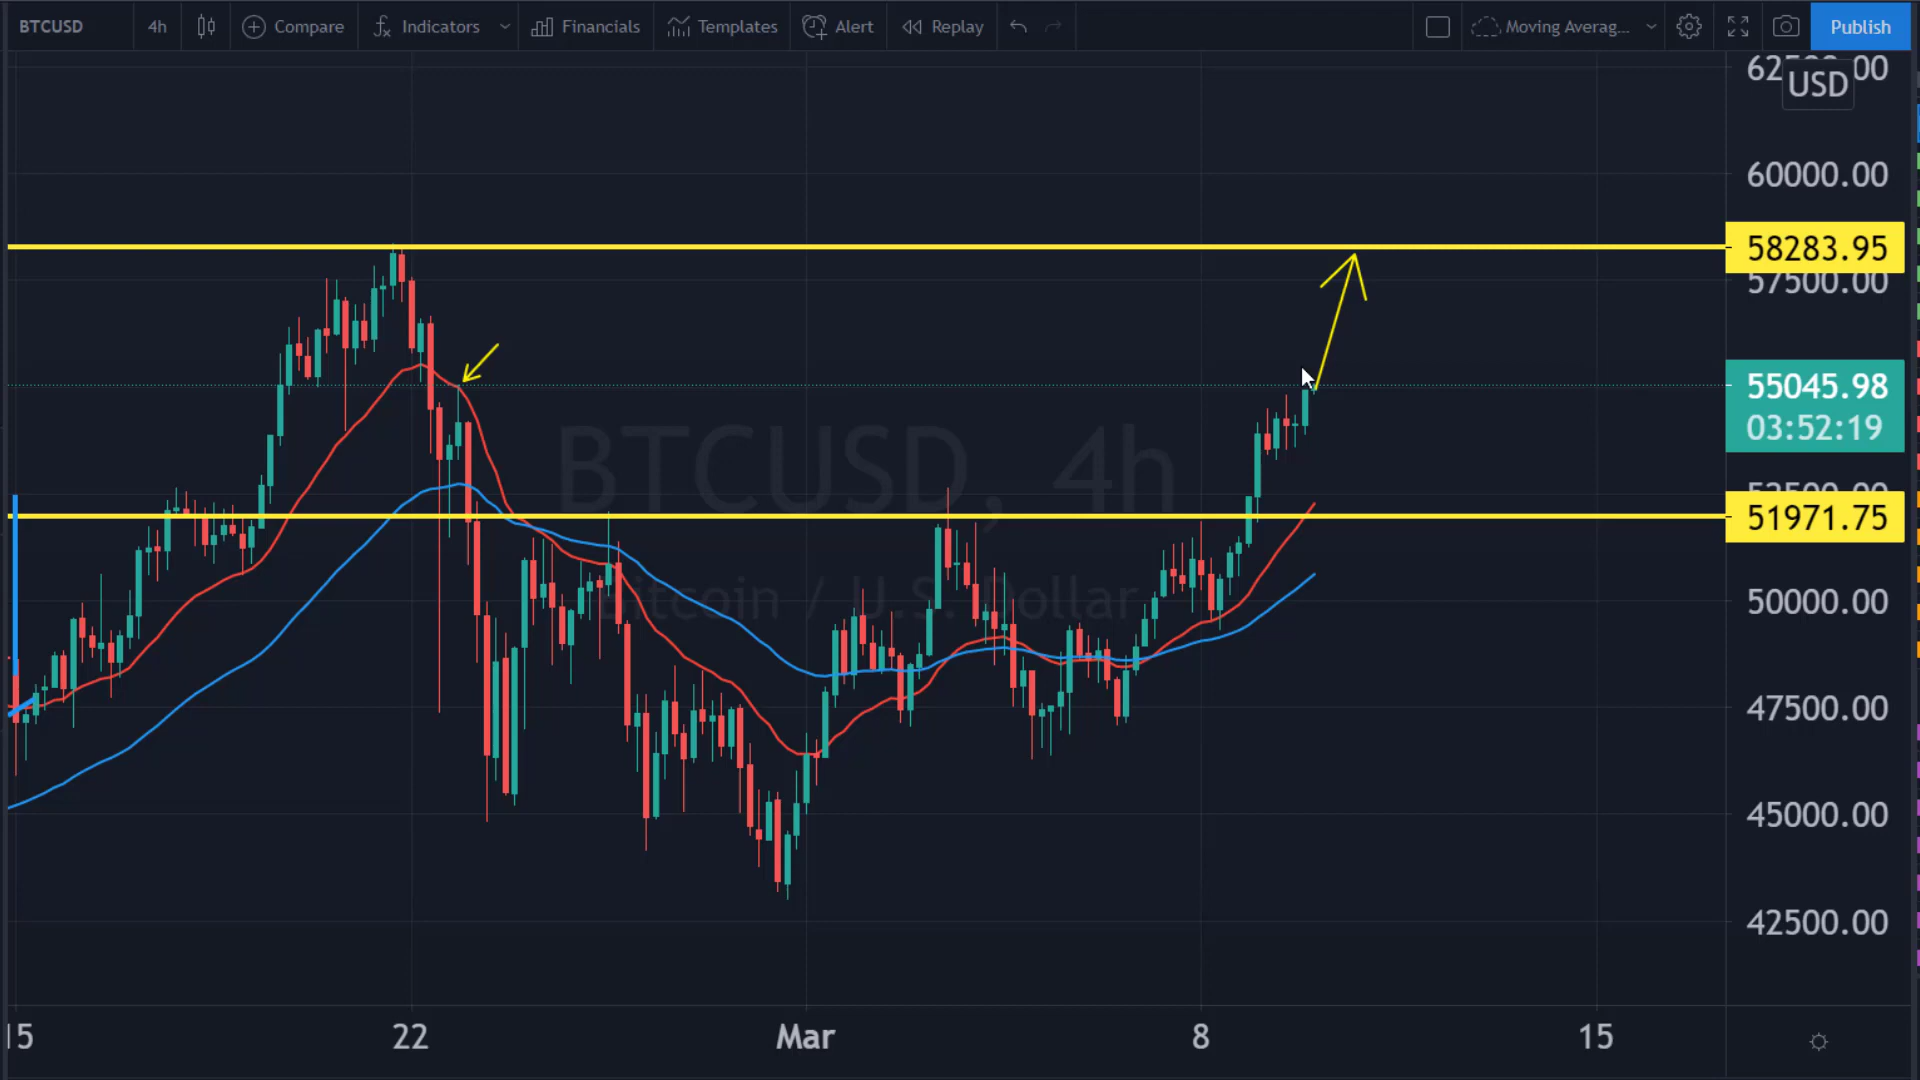 BTCUSD 4h Compare Indicators Financials Templates Alert Replay Moving Averag... Publish
USD
60000.00
58283.95
57500.00
55045.98
03:52:19
BTCUSD, 4h
52500.00
51971.75
Bitcoin / U.S. Dollar
50000.00
47500.00
45000.00
42500.00
15 22 Mar 8 15